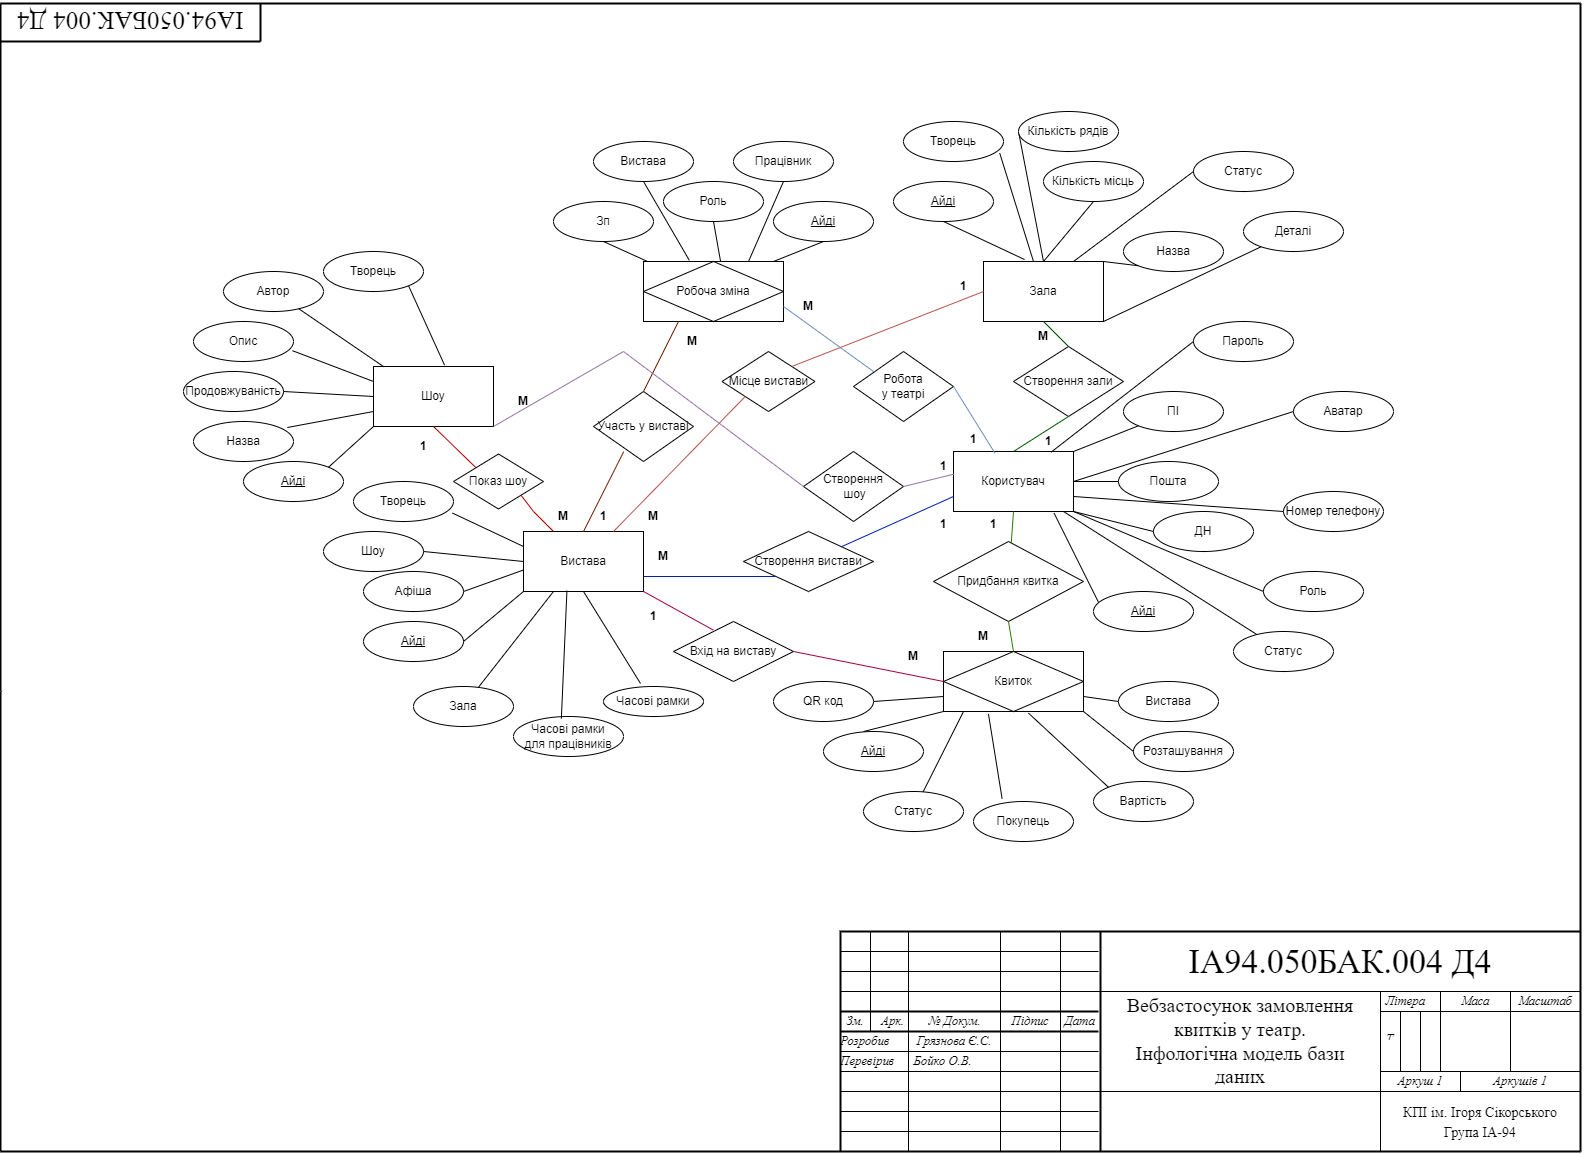 ІА94.050БАК.004 Д4
Кількість рядів
Творець
Вистава
Працівник
Кількість місць
Статус
Роль
Айді
Зп
Айді
Деталі
Назва
Творець
Автор
Робоча зміна
Зала
1
М
Опис
М
М
Пароль
Місце вистави
Робота
у театрі
Створення зали
Продовжуваність
Шоу
М
ПІ
Аватар
Участь у виставі
Назва
1
1
1
1
Айді
Показ шоу
Створення
шоу
Користувач
Пошта
Творець
Номер телефону
М
1
М
1
1
ДН
Шоу
Вистава
М
Створення вистави
Придбання квитка
Афіша
Роль
1
Айді
Айді
М
Вхід на виставу
М
Статус
Квиток
Зала
Часові рамки
QR код
Вистава
Часові рамки
для працівників
Айді
Розташування
Вартість
Статус
Покупець
ІА94.050БАК.004 Д4
Вебзастосунок замовлення
квитків у театр.
Інфологічна модель бази
даних
Літера
Маса
Масштаб
Зм.
Арк.
№ Докум.
Підпис
Дата
т
Розробив
Грязнова Є.С.
Перевірив
Бойко О.В.
Аркуш 1
Аркушів 1
КПІ ім. Ігоря Сікорського
Група ІА-94